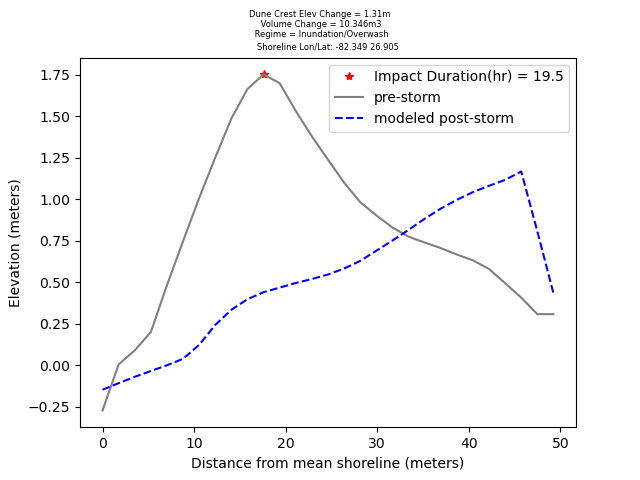 Dune Crest Elev Change = 1.31m
Volume Change = 10.346m3
Regime = Inundation/Overwash
Shoreline Lon/Lat: -82.349 26.905
Impact Duration(hr) = 19.5
pre-storm
modeled post-storm
1.75
1.50
1.25
1.00
0.75
0.50
0.25
0.00
−0.25
Elevation (meters)
0 10 20 30 40 50
Distance from mean shoreline (meters)